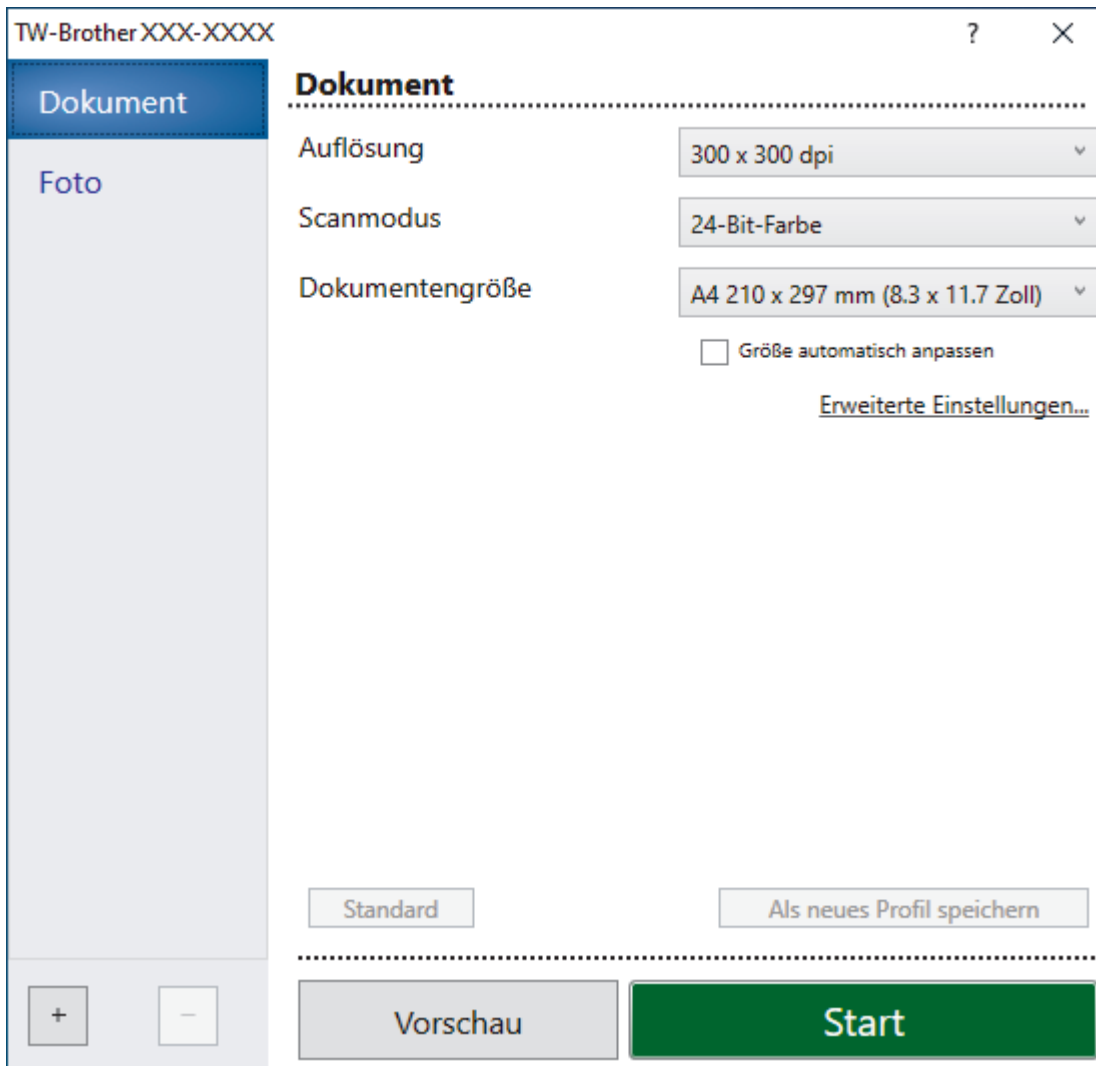 TW-Brother XXX-XXXX ?
Dokument
Foto
+ −
Dokument
Auflösung 300 x 300 dpi
Scanmodus 24-Bit-Farbe
Dokumentengröße A4 210 x 297 mm (8.3 x 11.7 Zoll)
Größe automatisch anpassen
Erweiterte Einstellungen...
Standard Als neues Profil speichern
Vorschau Start